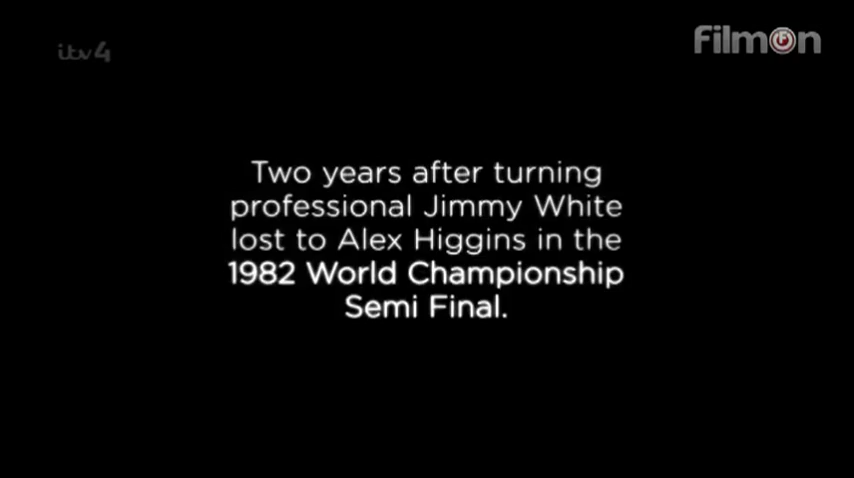 itv4
FilmOn
Two years after turning
professional Jimmy White
lost to Alex Higgins in the
1982 World Championship
Semi Final.